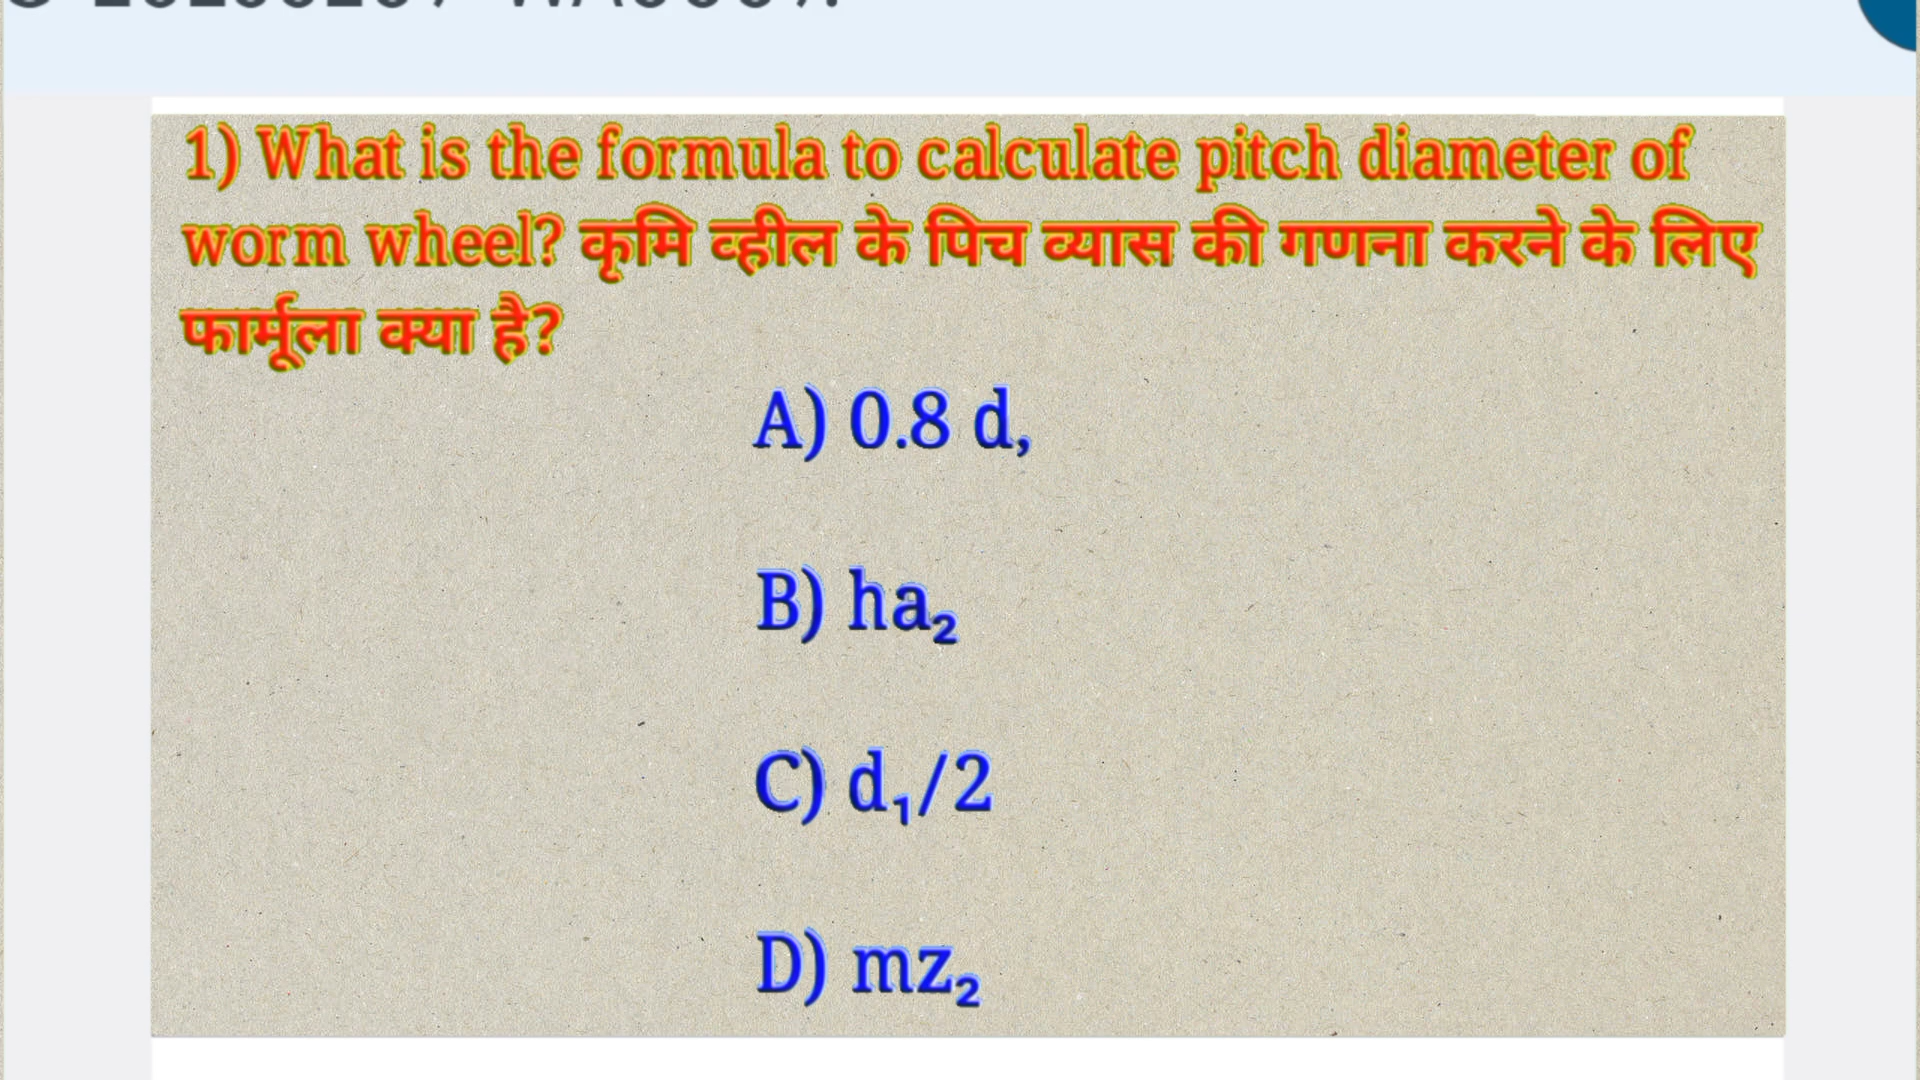 1) What is the formula to calculate pitch diameter of
worm wheel? कृमि व्हील के पिच व्यास की गणना करने के लिए
फार्मूला क्या है?
A) 0.8 d,
B) ha₂
C) d₁/2
D) mz₂